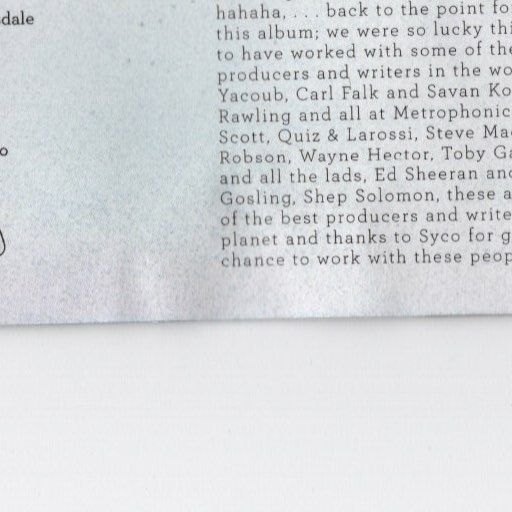 dale
o
hahaha, . . . back to the point fo
this album; we were so lucky thi
to have worked with some of the
producers and writers in the wo
Yacoub, Carl Falk and Savan Ko
Rawling and all at Metrophonic
Scott, Quiz & Larossi, Steve Ma
Robson, Wayne Hector, Toby Ga
and all the lads, Ed Sheeran and
Gosling, Shep Solomon, these a
of the best producers and write
planet and thanks to Syco for g
chance to work with these peop